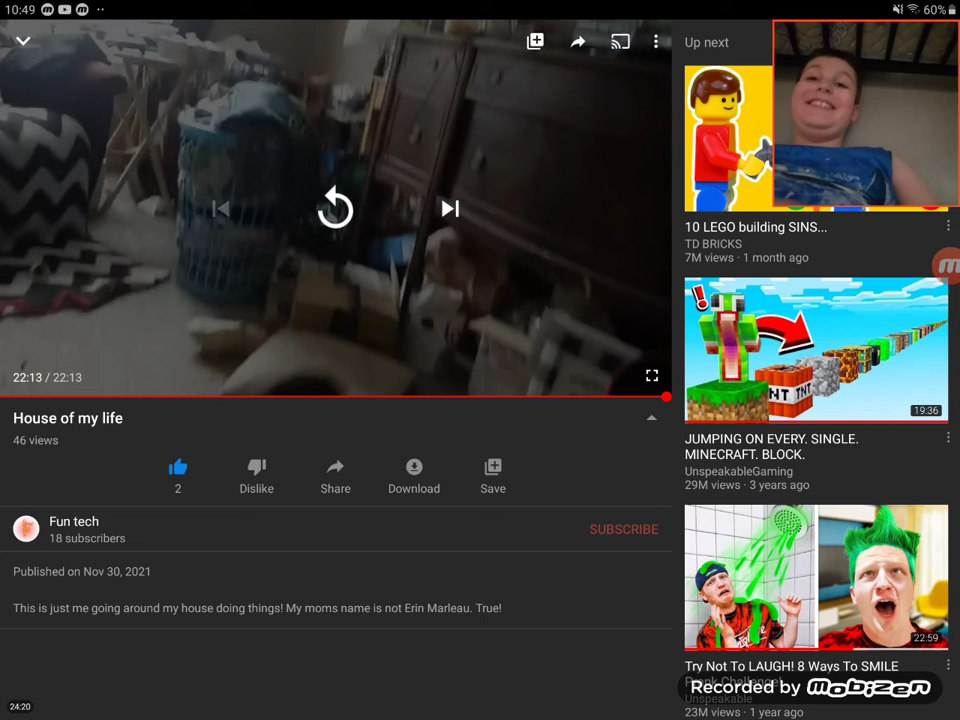 10:49
60%
Up next
10 LEGO building SINS...
TD BRICKS
7M views · 1 month ago
22:13 / 22:13
House of my life
46 views
2
Dislike
Share
Download
Save
Fun tech
18 subscribers
SUBSCRIBE
Published on Nov 30, 2021
This is just me going around my house doing things! My moms name is not Erin Marleau. True!
TNT
19:36
JUMPING ON EVERY. SINGLE.
MINECRAFT. BLOCK.
UnspeakableGaming
29M views · 3 years ago
22:59
Try Not To LAUGH! 8 Ways To SMILE
Prank Challenge!
Unspeakable
23M views · 1 year ago
Recorded by mobizen
24:20